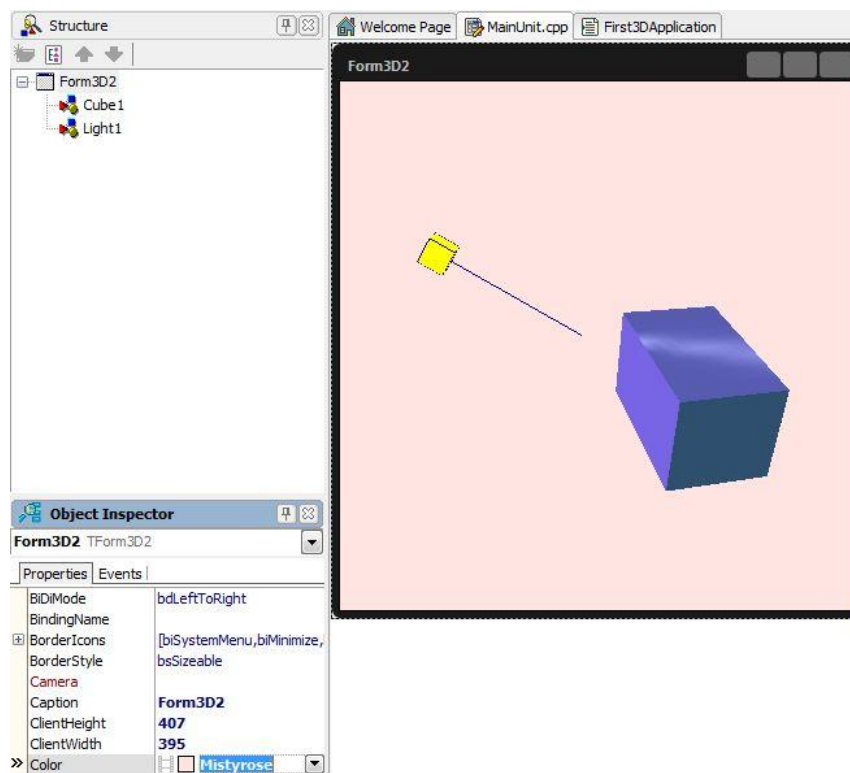 Structure
Welcome Page MainUnit.cpp First3DApplication
Form3D2
Form3D2
Cube1
Light1
Object Inspector
Form3D2 TForm3D2
Properties Events
BiDiMode bdLeftToRight
BindingName
BorderIcons [biSystemMenu,biMinimize,
BorderStyle bsSizeable
Camera
Caption Form3D2
ClientHeight 407
ClientWidth 395
Color Mistyrose